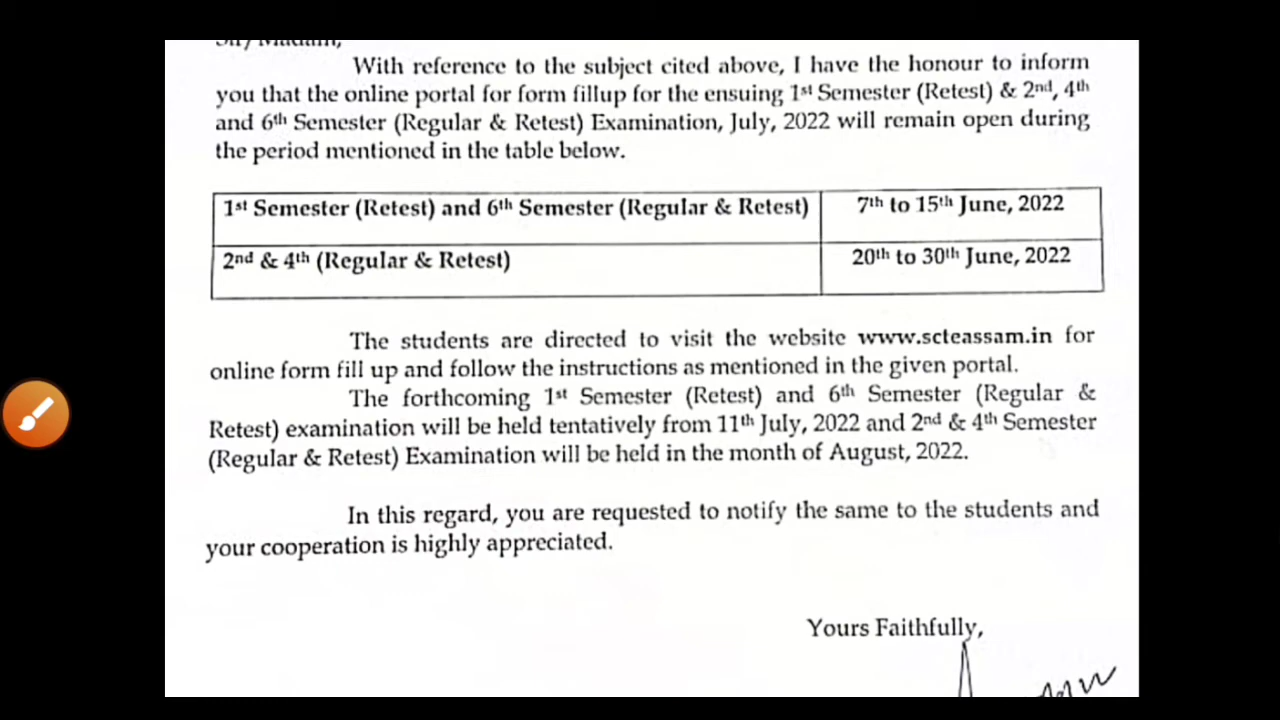 Sir/Madam,
With reference to the subject cited above, I have the honour to inform
you that the online portal for form fillup for the ensuing 1st Semester (Retest) & 2nd, 4th
and 6th Semester (Regular & Retest) Examination, July, 2022 will remain open during
the period mentioned in the table below.
1st Semester (Retest) and 6th Semester (Regular & Retest) 7th to 15th June, 2022
2nd & 4th (Regular & Retest) 20th to 30th June, 2022
The students are directed to visit the website www.scteassam.in for
online form fill up and follow the instructions as mentioned in the given portal.
The forthcoming 1st Semester (Retest) and 6th Semester (Regular &
Retest) examination will be held tentatively from 11th July, 2022 and 2nd & 4th Semester
(Regular & Retest) Examination will be held in the month of August, 2022.
In this regard, you are requested to notify the same to the students and
your cooperation is highly appreciated.
Yours Faithfully,